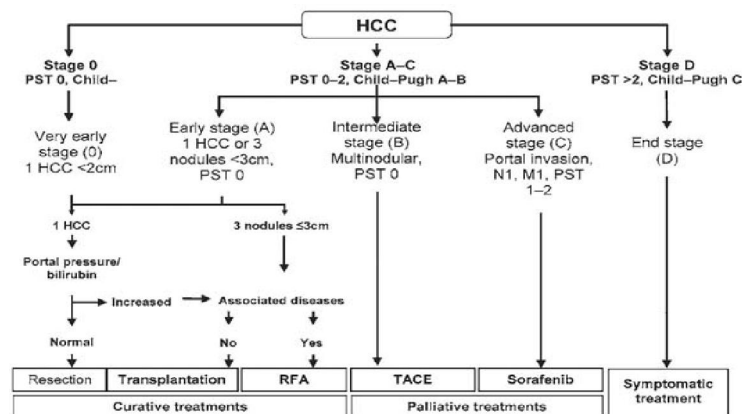 HCC
Stage 0
PST 0, Child–
Stage A–C
PST 0–2, Child–Pugh A–B
Stage D
PST >2, Child–Pugh C
Very early
stage (0)
1 HCC <2cm
Early stage (A)
1 HCC or 3
nodules <3cm,
PST 0
Intermediate
stage (B)
Multinodular,
PST 0
Advanced
stage (C)
Portal invasion,
N1, M1, PST
1–2
End stage
(D)
1 HCC
3 nodules ≤3cm
Portal pressure/
bilirubin
Increased
Associated diseases
Normal
No
Yes
Resection
Transplantation
RFA
TACE
Sorafenib
Symptomatic
treatment
Curative treatments
Palliative treatments